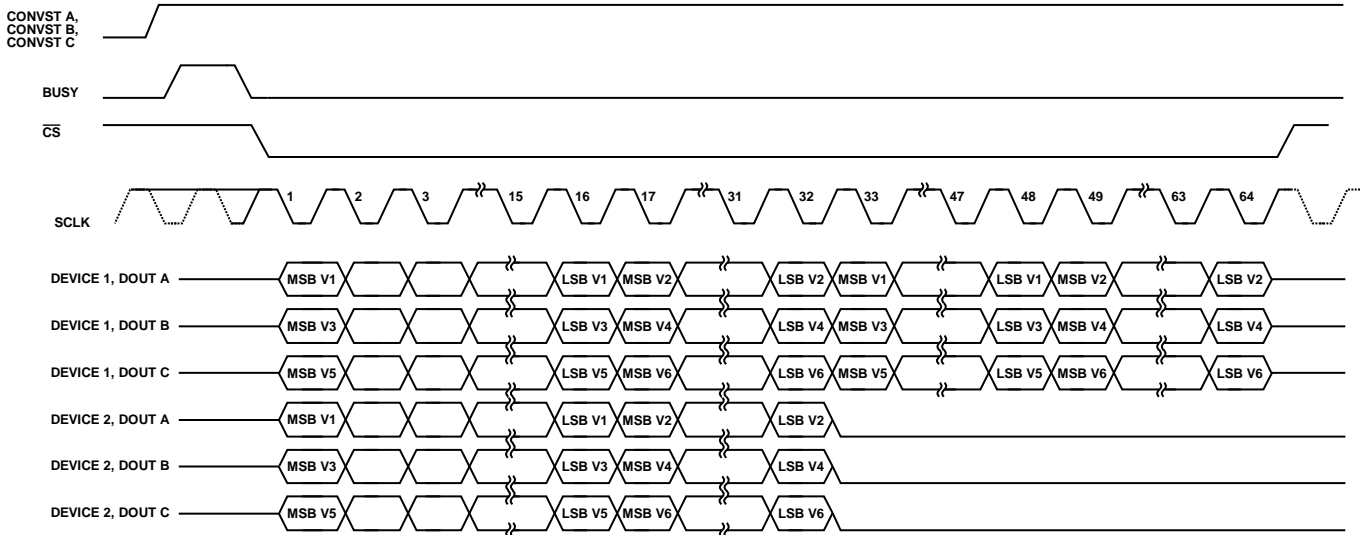 CONVST A,
CONVST B,
CONVST C
BUSY
CS
SCLK 1 2 3 15 16 17 31 32 33 47 48 49 63 64
DEVICE 1, DOUT A MSB V1 LSB V1 MSB V2 LSB V2 MSB V1 LSB V1 MSB V2 LSB V2
DEVICE 1, DOUT B MSB V3 LSB V3 MSB V4 LSB V4 MSB V3 LSB V3 MSB V4 LSB V4
DEVICE 1, DOUT C MSB V5 LSB V5 MSB V6 LSB V6 MSB V5 LSB V5 MSB V6 LSB V6
DEVICE 2, DOUT A MSB V1 LSB V1 MSB V2 LSB V2
DEVICE 2, DOUT B MSB V3 LSB V3 MSB V4 LSB V4
DEVICE 2, DOUT C MSB V5 LSB V5 MSB V6 LSB V6